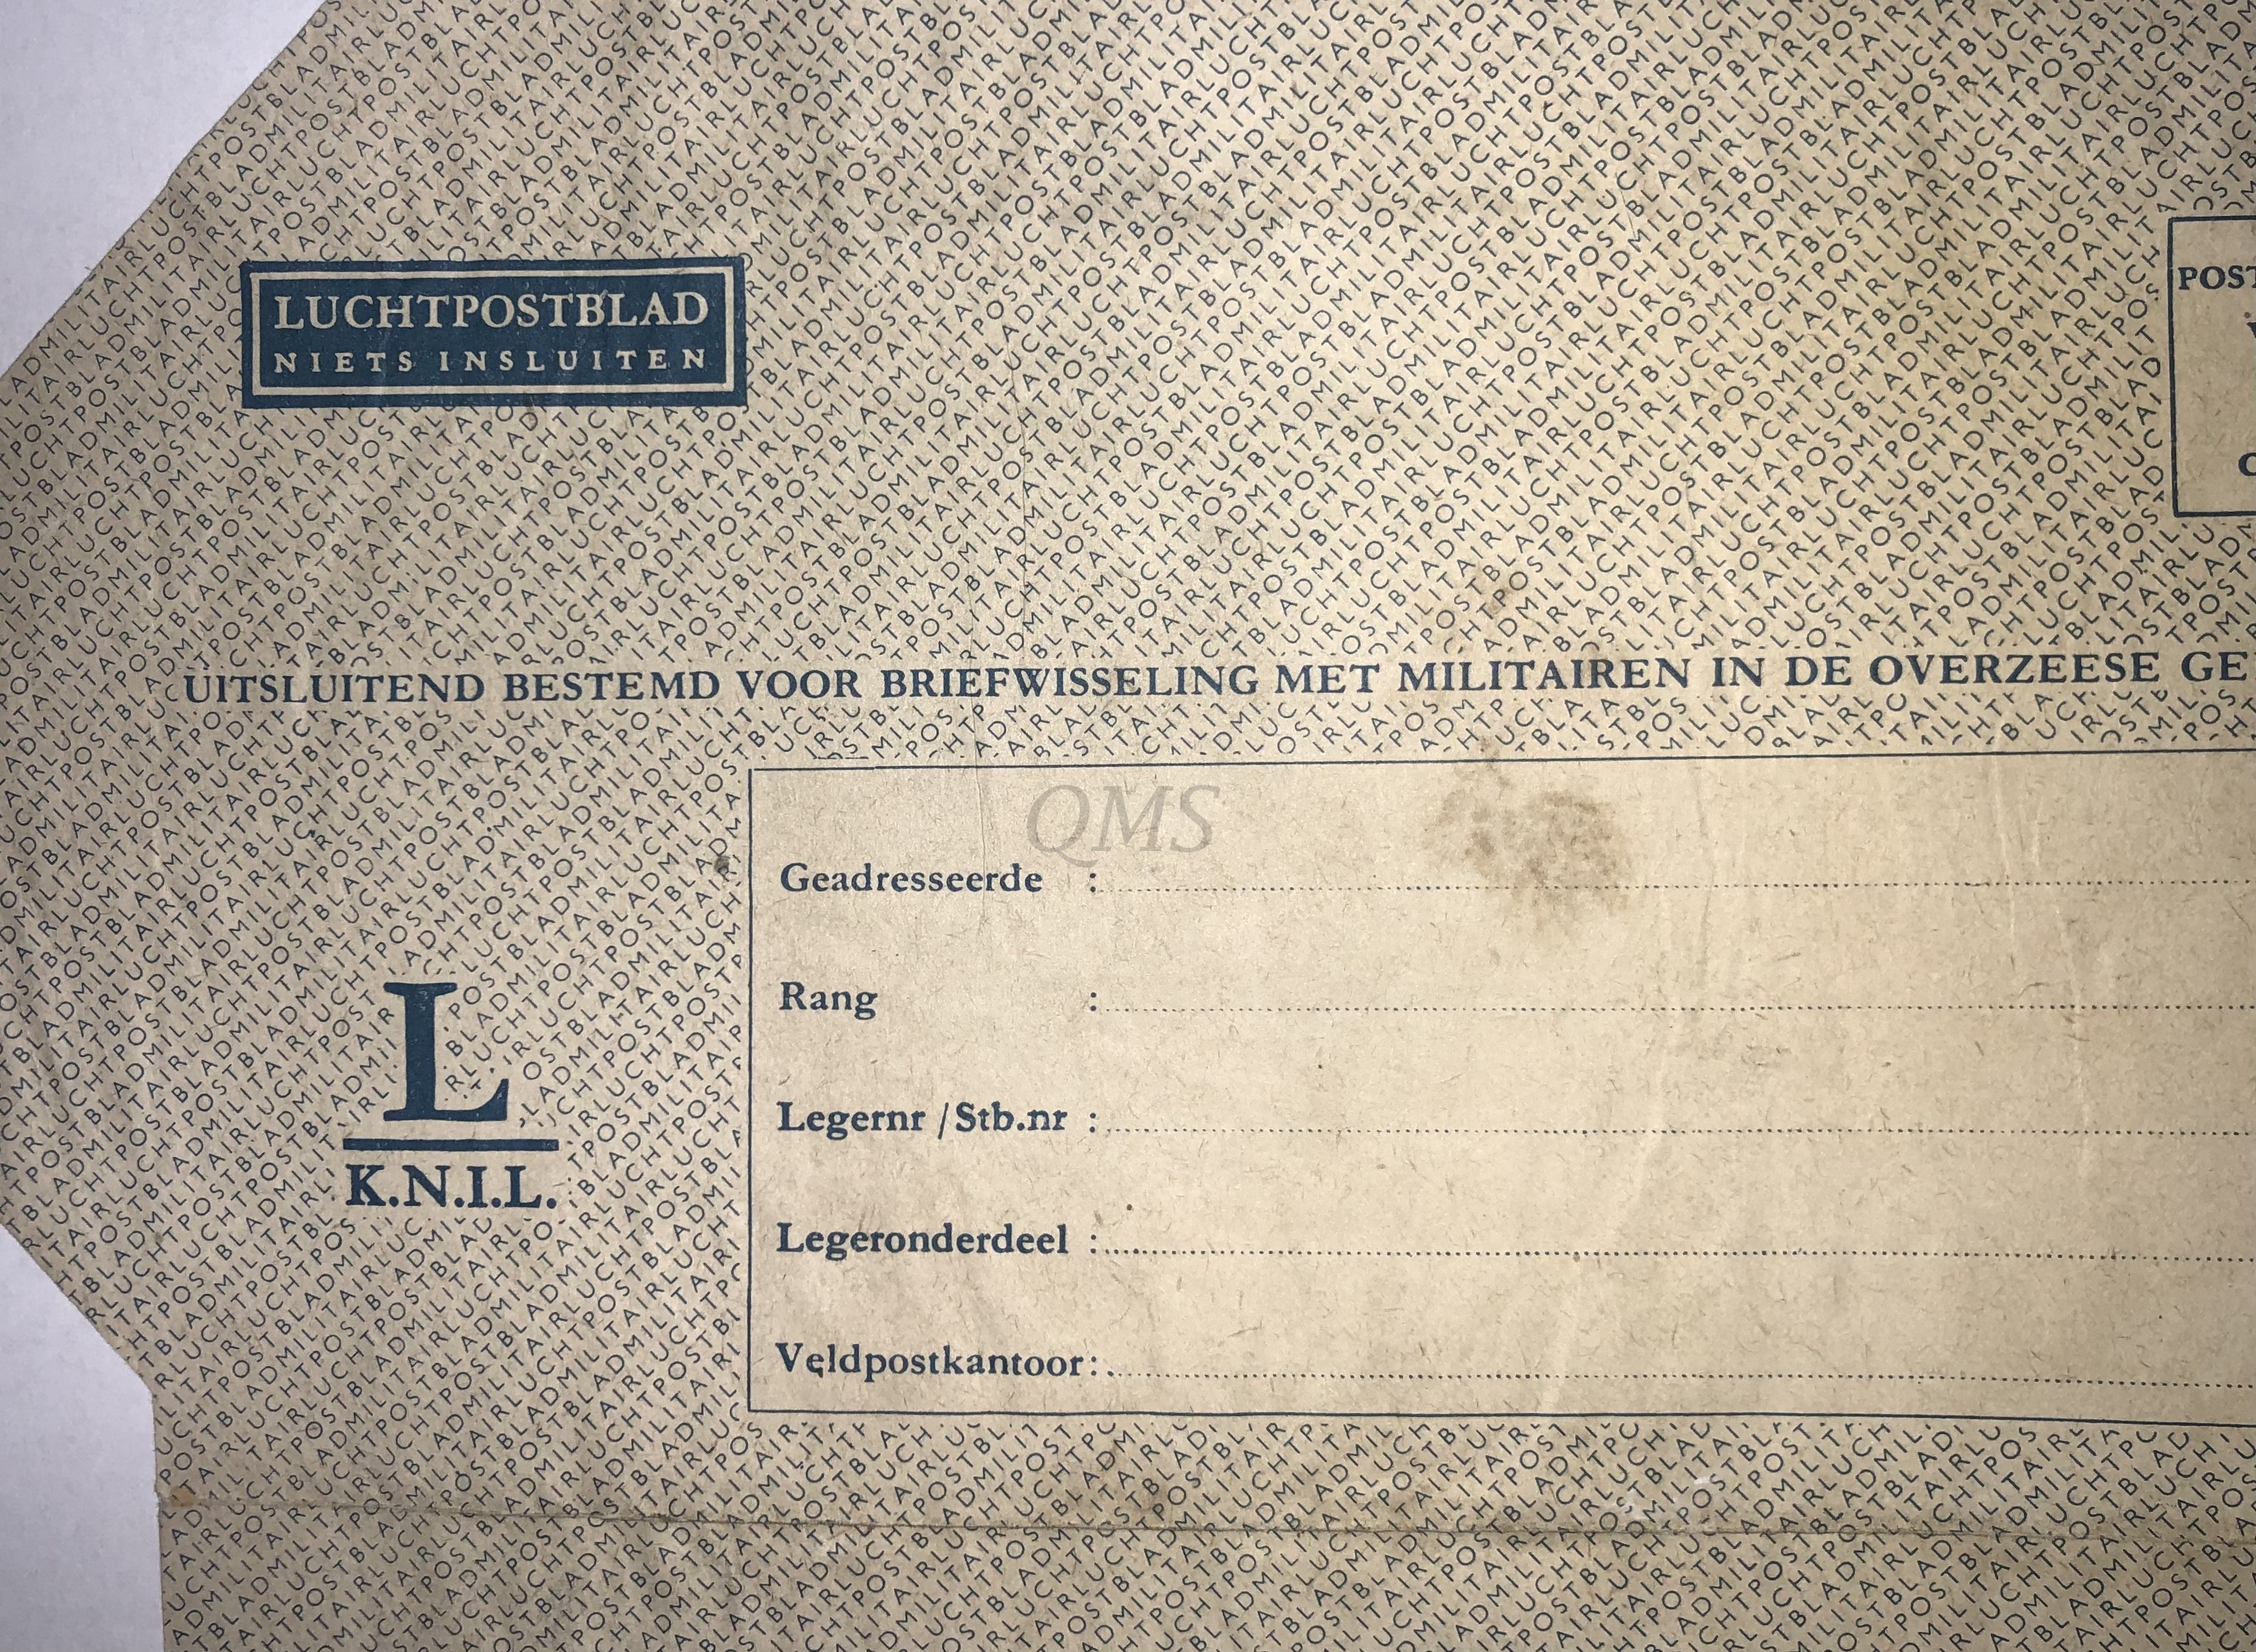 LUCHTPOSTBLAD
NIETS INSLUITEN
POST
UITSLUITEND BESTEMD VOOR BRIEFWISSELING MET MILITAIREN IN DE OVERZEESE GE
QMS
Geadresseerde :
Rang :
Legernr /Stb.nr :
Legeronderdeel :
Veldpostkantoor:
L
K.N.I.L.